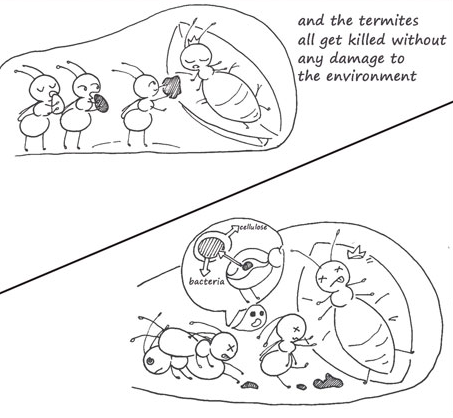 and the termites
all get killed without
any damage to
the environment
cellulose
bacteria